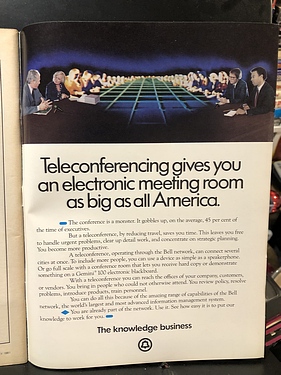 Teleconferencing gives you
an electronic meeting room
as big as all America.
The conference is a monster. It gobbles up, on the average, 45 per cent of
the time of executives.
But a teleconference, by reducing travel, saves you time. This leaves you free
to handle urgent problems, clear up detail work, and concentrate on strategic planning.
You become more productive.
A teleconference, operating through the Bell network, can connect several
cities at once. To include more people, you can use a device as simple as a speakerphone.
Or go full scale with a conference room that lets you receive hard copy or demonstrate
something on a Gemini 100 electronic blackboard.
With a teleconference you can reach the offices of your company, customers,
or vendors. You bring in people who could not otherwise attend. You review policy, resolve
problems, introduce products, train personnel.
You can do all this because of the amazing range of capabilities of the Bell
network, the world's largest and most advanced information management system.
You are already part of the network. Use it. See how easy it is to put our
knowledge to work for you.
The knowledge business